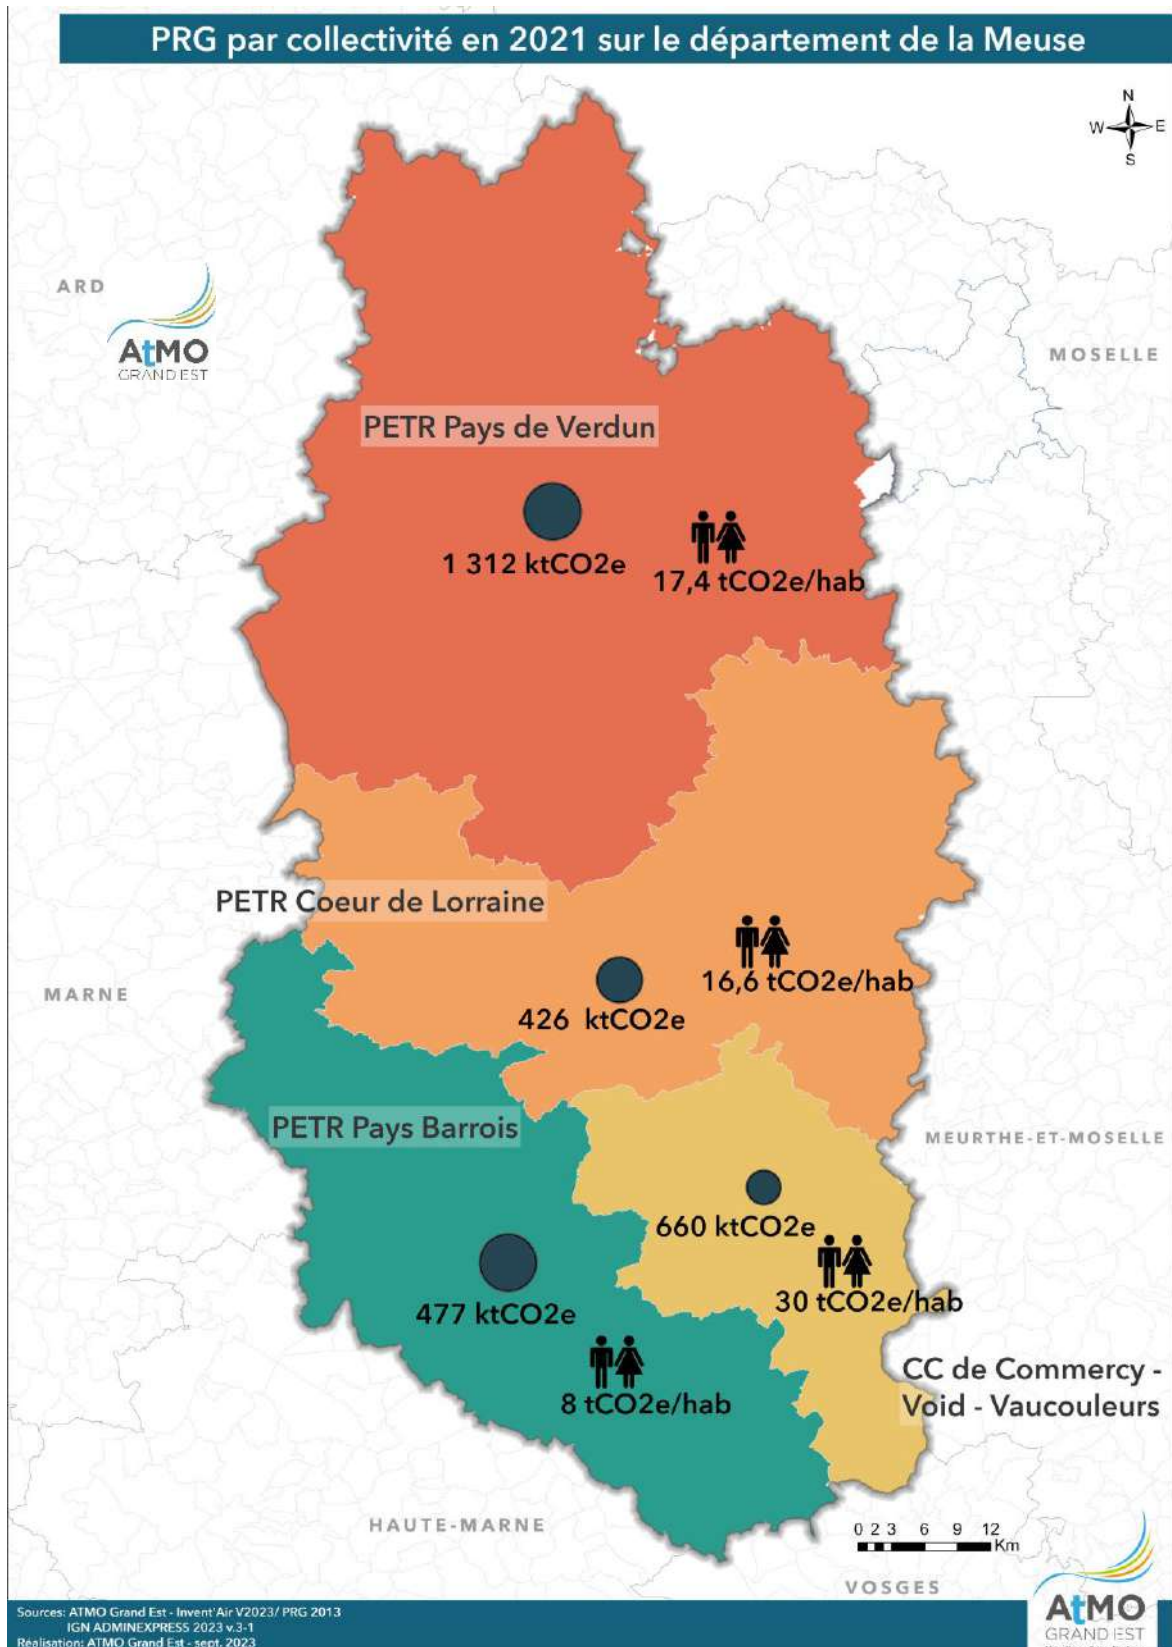 PRG par collectivité en 2021 sur le département de la Meuse
N
W E
S
ARD
AtMO
GRAND EST
MOSELLE
PETR Pays de Verdun
1 312 ktCO2e
17,4 tCO2e/hab
PETR Coeur de Lorraine
MARNE
16,6 tCO2e/hab
426 ktCO2e
PETR Pays Barrois
MEURTHE-ET-MOSELLE
660 ktCO2e
30 tCO2e/hab
477 ktCO2e
CC de Commercy -
Void - Vaucouleurs
8 tCO2e/hab
HAUTE-MARNE
0 2 3 6 9 12
Km
VOSGES
Sources: ATMO Grand Est - Invent'Air V2023/ PRG 2013
IGN ADMINEXPRESS 2023 v.3-1
Réalisation: ATMO Grand Est - sept. 2023
AtMO
GRAND EST